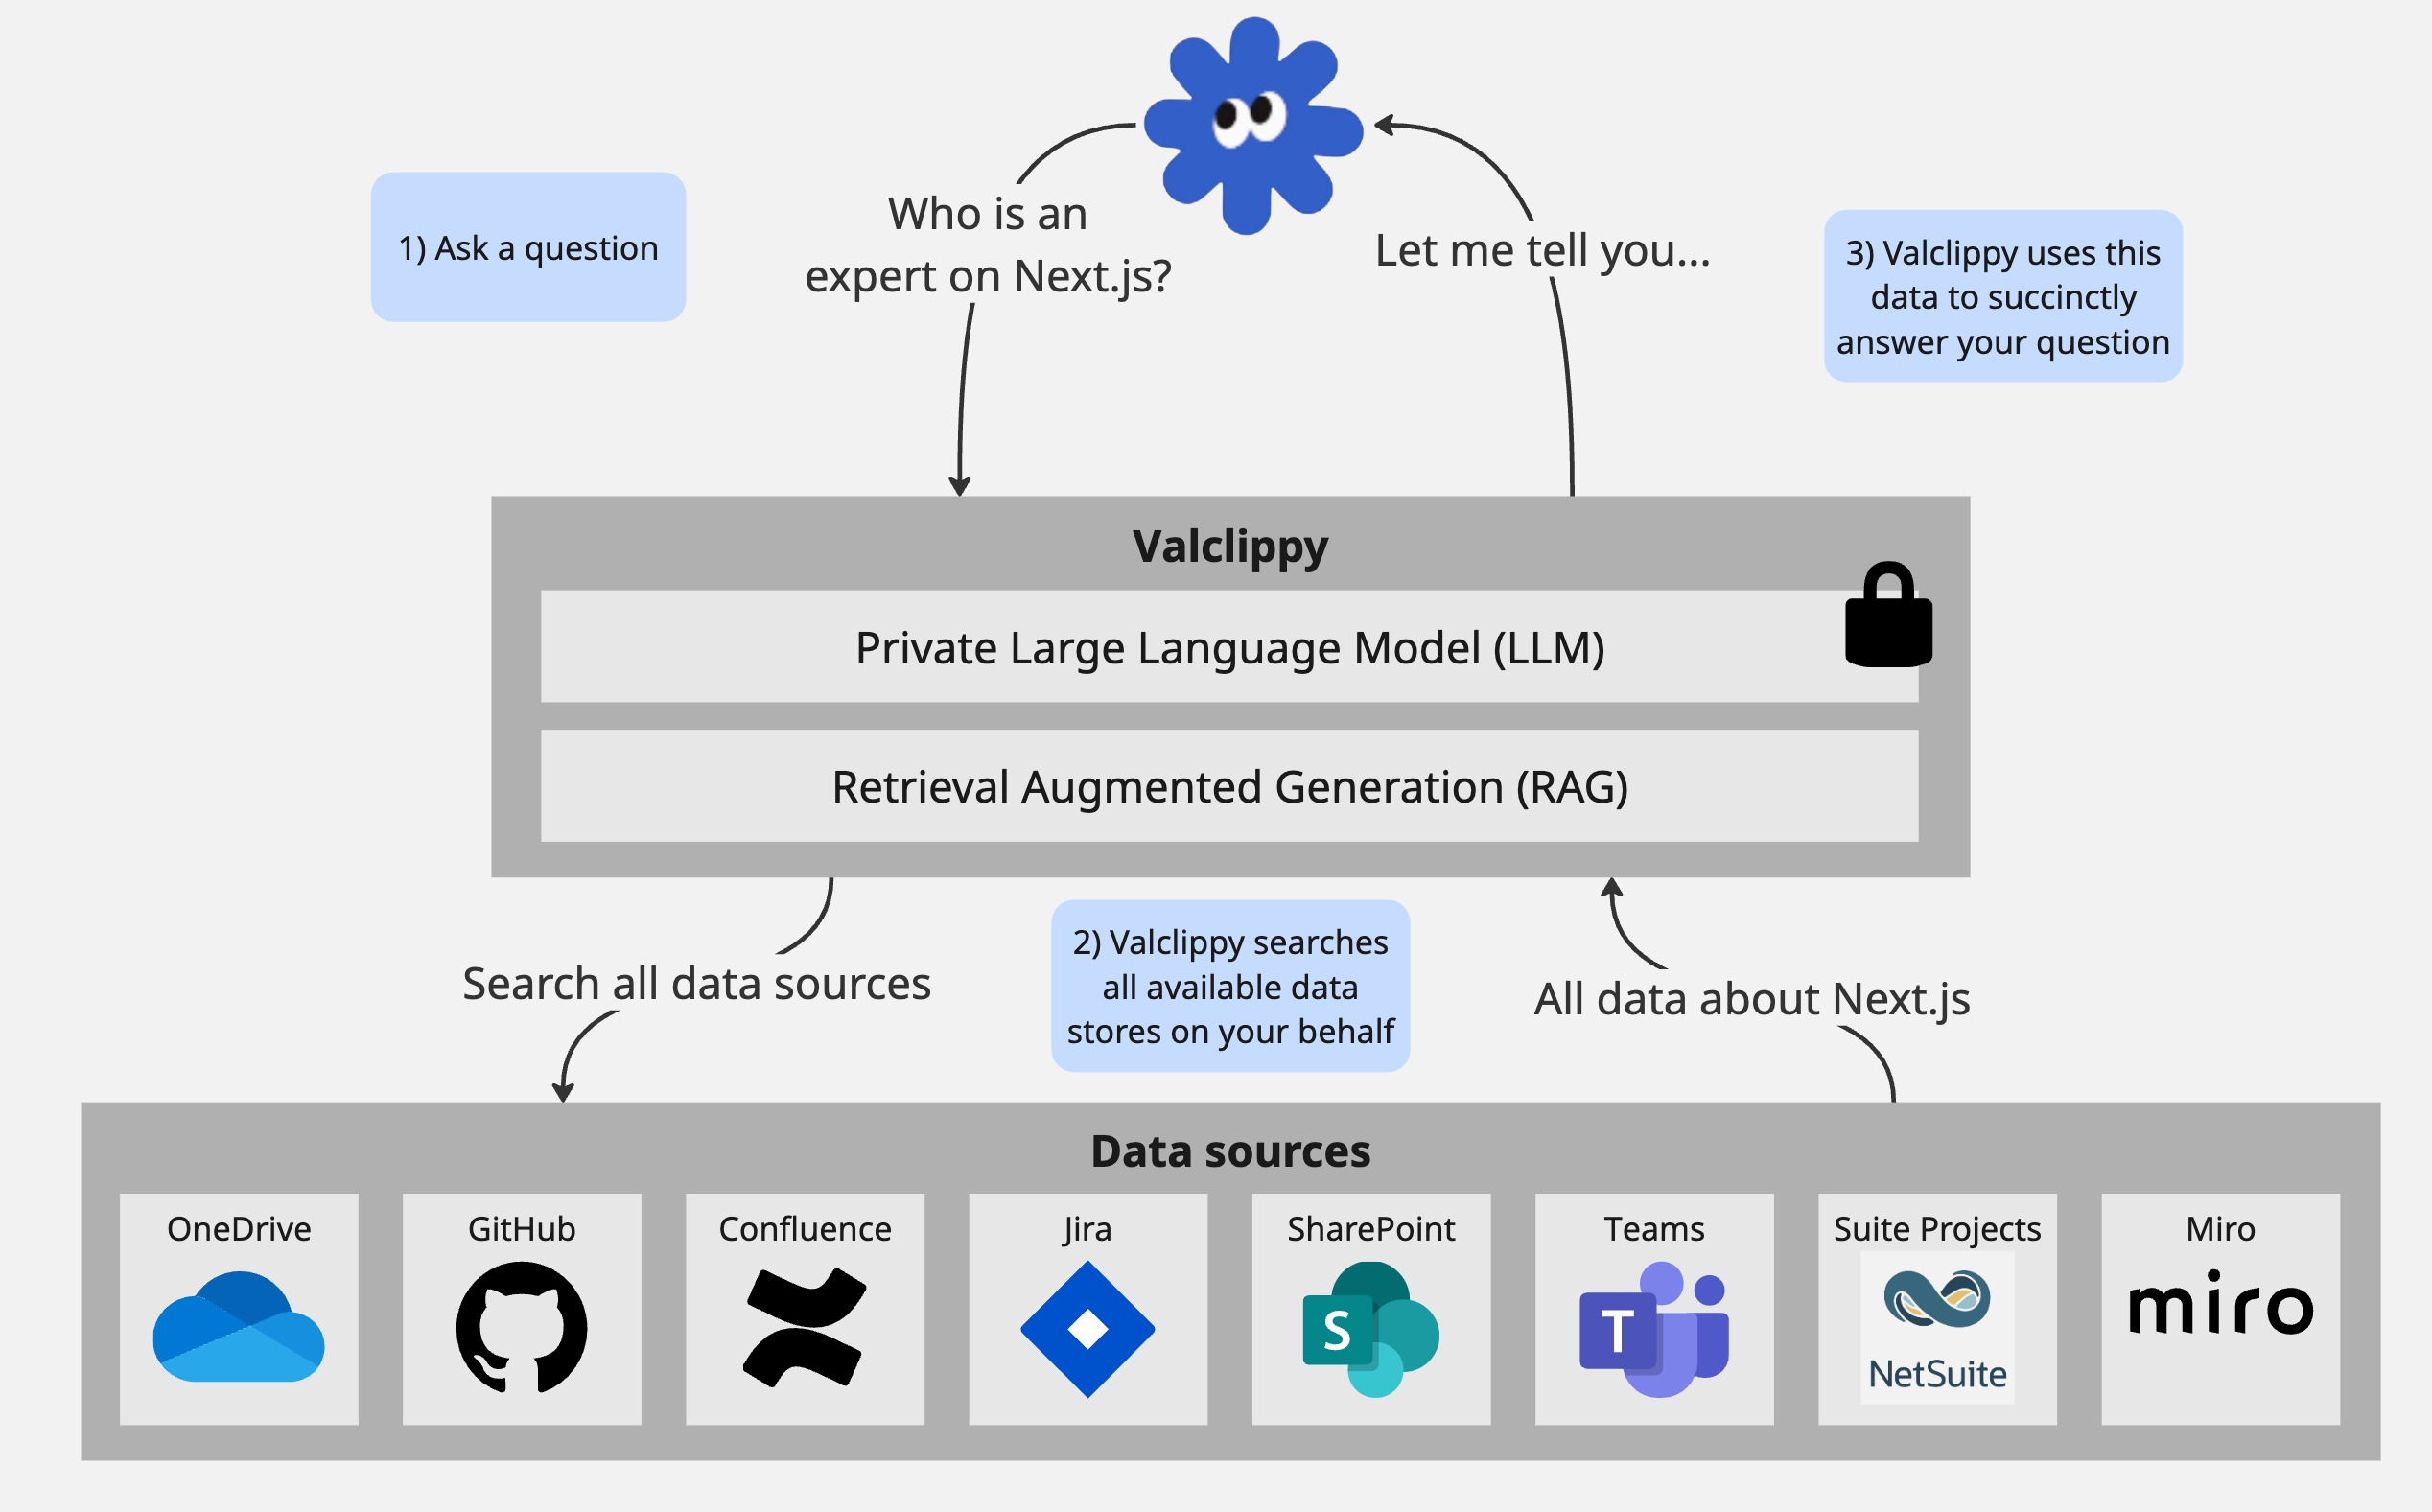 1) Ask a question
Who is an
expert on Next.js?
Let me tell you...
3) Valclippy uses this
data to succinctly
answer your question
Valclippy
Private Large Language Model (LLM)
Retrieval Augmented Generation (RAG)
Search all data sources
2) Valclippy searches
all available data
stores on your behalf
All data about Next.js
Data sources
OneDrive
GitHub
Confluence
Jira
SharePoint
S
Teams
T
Suite Projects
NetSuite
Miro
miro